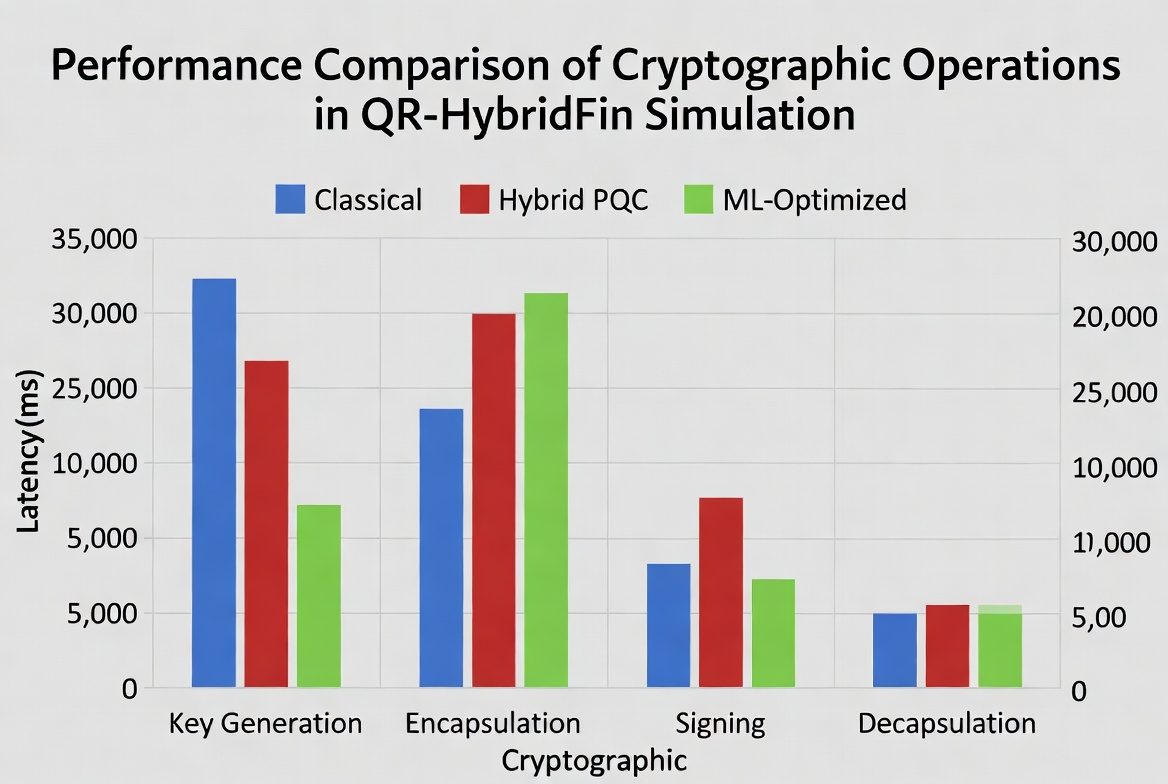 Performance Comparison of Cryptographic Operations
in QR-HybridFin Simulation
Classical
Hybrid PQC
ML-Optimized
35,000
30,000
25,000
10,000
5,000
5,000
0
Latency(ms)
30,000
20,000
25,000
10,000
11,000
5,00
0
Key Generation
Encapsulation
Signing
Decapsulation
Cryptographic